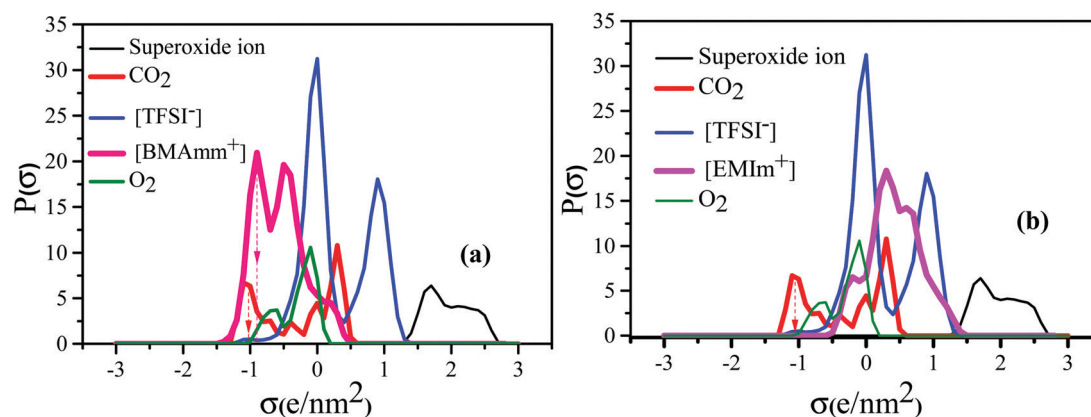 35
30
25
20
15
10
5
0
P(σ)
Superoxide ion
CO2
[TFSI-]
[BMAmm+]
O2
(a)
-3 -2 -1 0 1 2 3
σ(e/nm2)
35
30
25
20
15
10
5
0
P(σ)
Superoxide ion
CO2
[TFSI-]
[EMIm+]
O2
(b)
-3 -2 -1 0 1 2 3
σ(e/nm2)